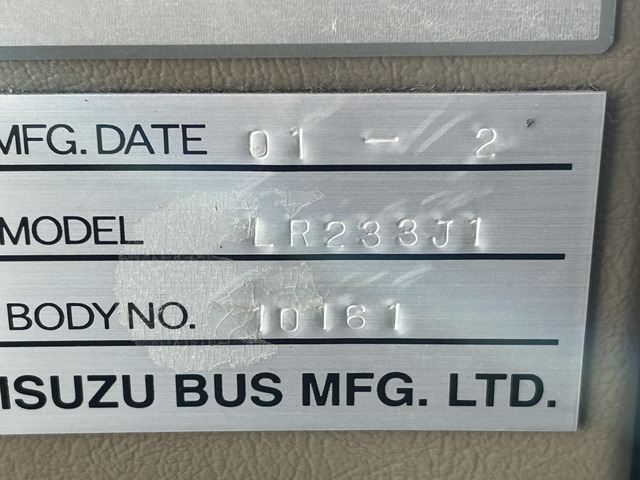 MFG. DATE 01 - 2
MODEL LR233J1
BODY NO. 10161
ISUZU BUS MFG. LTD.